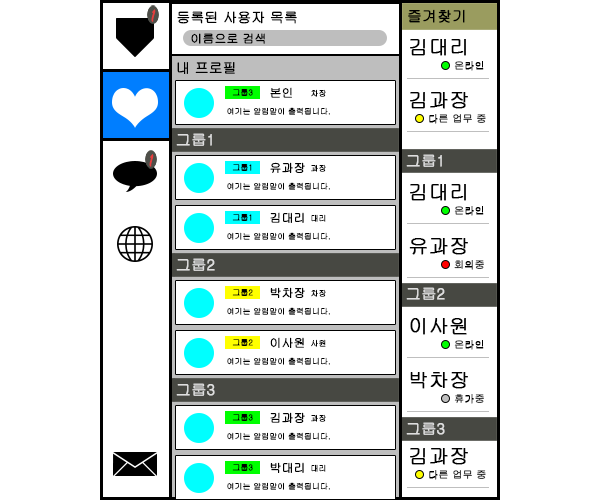 등록된 사용자 목록
이름으로 검색
내 프로필
그룹3 본인 차장
여기는 알림말이 출력됩니다.
그룹1
그룹1 유과장 과장
여기는 알림말이 출력됩니다.
그룹1 김대리 대리
여기는 알림말이 출력됩니다.
그룹2
그룹2 박차장 차장
여기는 알림말이 출력됩니다.
그룹2 이사원 사원
여기는 알림말이 출력됩니다.
그룹3
그룹3 김과장 과장
여기는 알림말이 출력됩니다.
그룹3 박대리 대리
여기는 알림말이 출력됩니다.
즐겨찾기
김대리
온라인
김과장
다른 업무 중
그룹1
김대리
온라인
유과장
회의중
그룹2
이사원
온라인
박차장
휴가중
그룹3
김과장
다른 업무 중